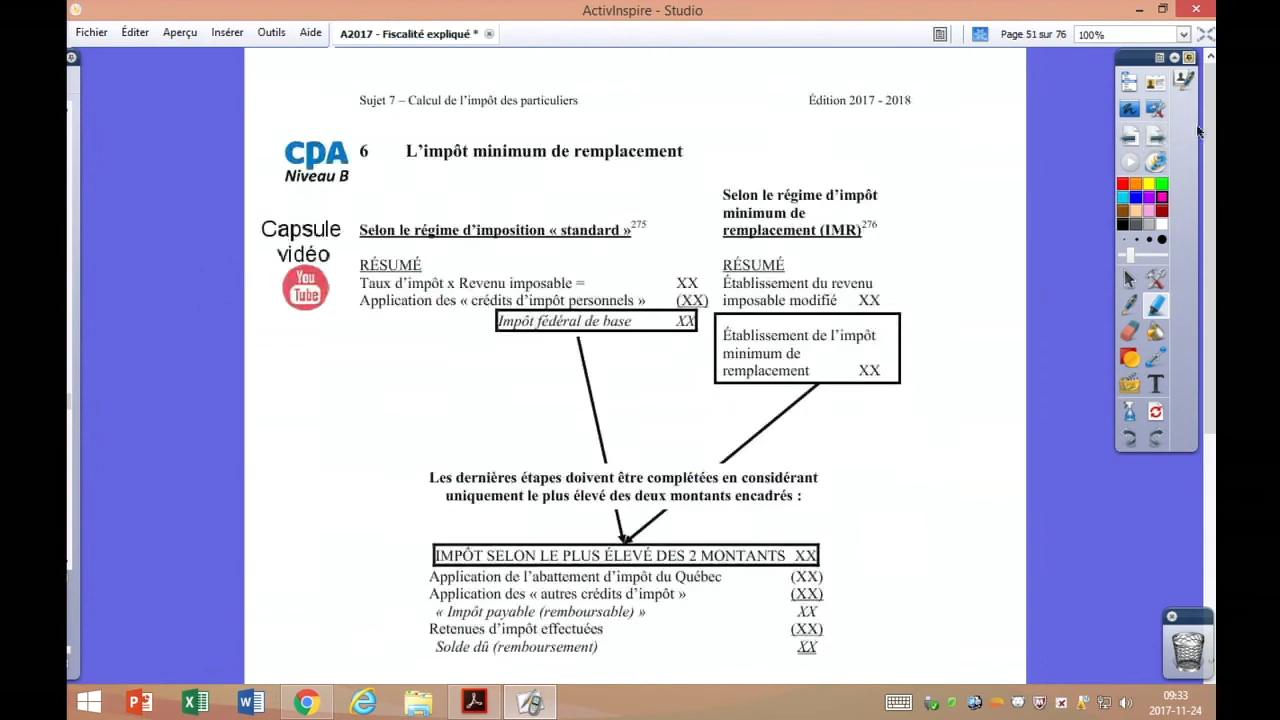 ActivInspire - Studio
Fichier Éditer Aperçu Insérer Outils Aide
A2017 - Fiscalité expliqué *
Page 51 sur 76
100%
Sujet 7 – Calcul de l'impôt des particuliers
Édition 2017 - 2018
CPA
Niveau B
6 L'impôt minimum de remplacement
Capsule
vidéo
You
Tube
Selon le régime d'imposition « standard »275
RÉSUMÉ
Taux d'impôt x Revenu imposable = XX
Application des « crédits d'impôt personnels » (XX)
Impôt fédéral de base XX
Selon le régime d'impôt
minimum de
remplacement (IMR)276
RÉSUMÉ
Établissement du revenu
imposable modifié XX
Établissement de l'impôt
minimum de
remplacement XX
Les dernières étapes doivent être complétées en considérant
uniquement le plus élevé des deux montants encadrés :
IMPÔT SELON LE PLUS ÉLEVÉ DES 2 MONTANTS XX
Application de l'abattement d'impôt du Québec (XX)
Application des « autres crédits d'impôt » (XX)
« Impôt payable (remboursable) » XX
Retenues d'impôt effectuées (XX)
Solde dû (remboursement) XX
09:33
2017-11-24